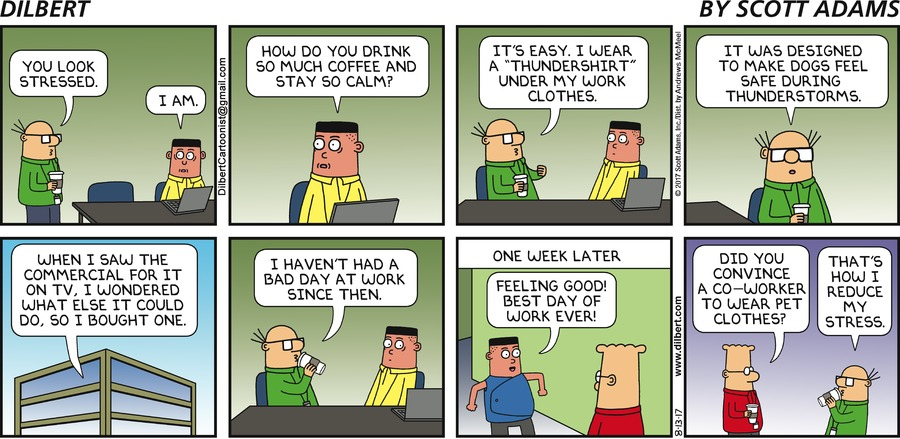 DILBERT
BY SCOTT ADAMS
YOU LOOK
STRESSED.
I AM.
DilbertCartoonist@gmail.com
HOW DO YOU DRINK
SO MUCH COFFEE AND
STAY SO CALM?
IT'S EASY. I WEAR
A "THUNDERSHIRT"
UNDER MY WORK
CLOTHES.
© 2017 Scott Adams, Inc./Dist. by Andrews McMeel
IT WAS DESIGNED
TO MAKE DOGS FEEL
SAFE DURING
THUNDERSTORMS.
WHEN I SAW THE
COMMERCIAL FOR IT
ON TV, I WONDERED
WHAT ELSE IT COULD
DO, SO I BOUGHT ONE.
I HAVEN'T HAD A
BAD DAY AT WORK
SINCE THEN.
ONE WEEK LATER
FEELING GOOD!
BEST DAY OF
WORK EVER!
8-13-17
www.dilbert.com
DID YOU
CONVINCE
A CO-WORKER
TO WEAR PET
CLOTHES?
THAT'S
HOW I
REDUCE
MY
STRESS.